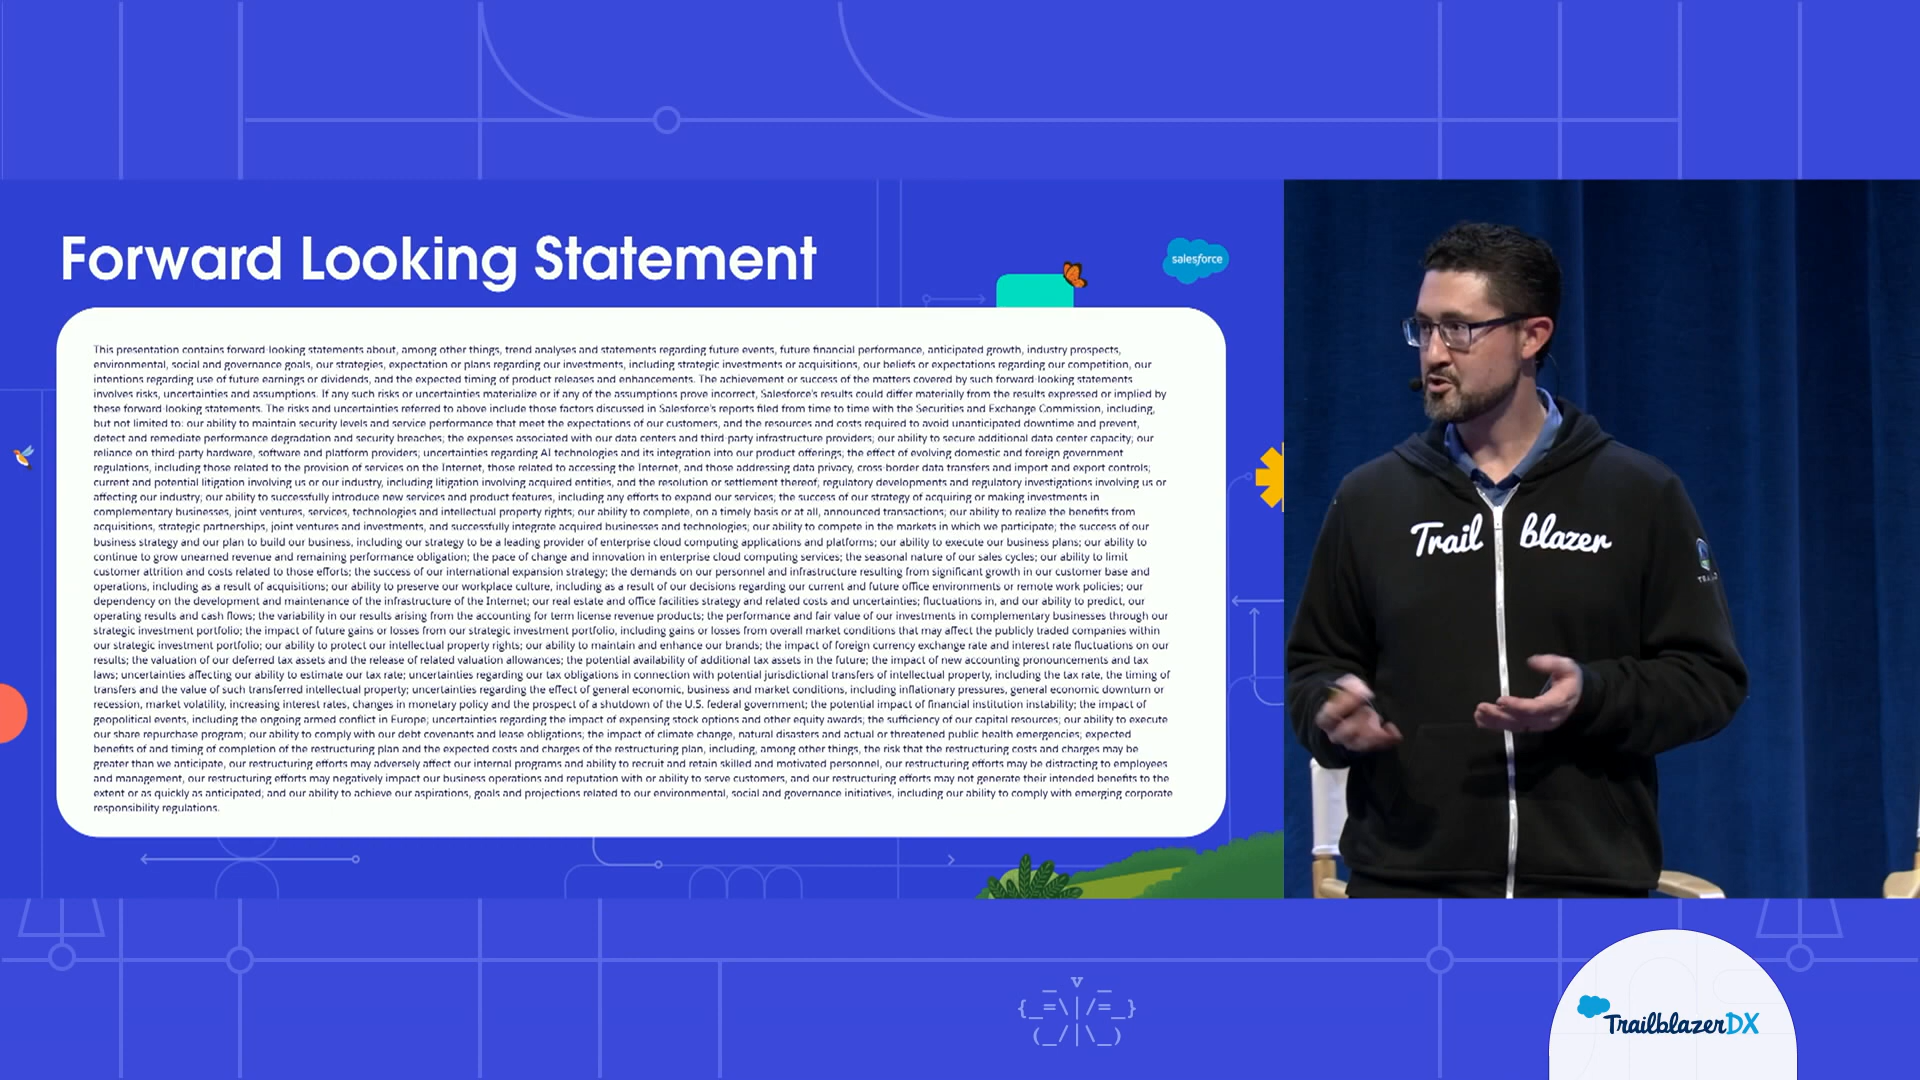 Forward Looking Statement
salesforce
This presentation contains forward-looking statements about, among other things, trend analyses and statements regarding future events, future financial performance, anticipated growth, industry prospects,
environmental, social and governance goals, our strategies, expectation or plans regarding our investments, including strategic investments or acquisitions, our beliefs or expectations regarding our competition, our
intentions regarding use of future earnings or dividends, and the expected timing of product releases and enhancements. The achievement or success of the matters covered by such forward-looking statements
involves risks, uncertainties and assumptions. If any such risks or uncertainties materialize or if any of the assumptions prove incorrect, Salesforce's results could differ materially from the results expressed or implied by
these forward-looking statements. The risks and uncertainties referred to above include those factors discussed in Salesforce's reports filed from time to time with the Securities and Exchange Commission, including,
but not limited to: our ability to maintain security levels and service performance that meet the expectations of our customers, and the resources and costs required to avoid unanticipated downtime and prevent,
detect and remediate performance degradation and security breaches; the expenses associated with our data centers and third-party infrastructure providers; our ability to secure additional data center capacity; our
reliance on third-party hardware, software and platform providers; uncertainties regarding AI technologies and its integration into our product offerings; the effect of evolving domestic and foreign government
regulations, including those related to the provision of services on the Internet, those related to accessing the Internet, and those addressing data privacy, cross-border data transfers and import and export controls;
current and potential litigation involving us or our industry, including litigation involving acquired entities, and the resolution or settlement thereof; regulatory developments and regulatory investigations involving us or
affecting our industry; our ability to successfully introduce new services and product features, including any efforts to expand our services; the success of our strategy of acquiring or making investments in
complementary businesses, joint ventures, services, technologies and intellectual property rights; our ability to complete, on a timely basis or at all, announced transactions; our ability to realize the benefits from
acquisitions, strategic partnerships, joint ventures and investments, and successfully integrate acquired businesses and technologies; our ability to compete in the markets in which we participate; the success of our
business strategy and our plan to build our business, including our strategy to be a leading provider of enterprise cloud computing applications and platforms; our ability to execute our business plans; our ability to
continue to grow unearned revenue and remaining performance obligation; the pace of change and innovation in enterprise cloud computing services; the seasonal nature of our sales cycles; our ability to limit
customer attrition and costs related to those efforts; the success of our international expansion strategy; the demands on our personnel and infrastructure resulting from significant growth in our customer base and
operations, including as a result of acquisitions; our ability to preserve our workplace culture, including as a result of our decisions regarding our current and future office environments or remote work policies; our
dependency on the development and maintenance of the infrastructure of the Internet; our real estate and office facilities strategy and related costs and uncertainties; fluctuations in, and our ability to predict, our
operating results and cash flows; the variability in our results arising from the accounting for term license revenue products; the performance and fair value of our investments in complementary businesses through our
strategic investment portfolio; the impact of future gains or losses from our strategic investment portfolio, including gains or losses from overall market conditions that may affect the publicly traded companies within
our strategic investment portfolio; our ability to protect our intellectual property rights; our ability to maintain and enhance our brands; the impact of foreign currency exchange rate and interest rate fluctuations on our
results; the valuation of our deferred tax assets and the release of related valuation allowances; the potential availability of additional tax assets in the future; the impact of new accounting pronouncements and tax
laws; uncertainties affecting our ability to estimate our tax rate; uncertainties regarding our tax obligations in connection with potential jurisdictional transfers of intellectual property, including the tax rate, the timing of
transfers and the value of such transferred intellectual property; uncertainties regarding the effect of general economic, business and market conditions, including inflationary pressures, general economic downturn or
recession, market volatility, increasing interest rates, changes in monetary policy and the prospect of a shutdown of the U.S. federal government; the potential impact of financial institution instability; the impact of
geopolitical events, including the ongoing armed conflict in Europe; uncertainties regarding the impact of expensing stock options and other equity awards; the sufficiency of our capital resources; our ability to execute
our share repurchase program; our ability to comply with our debt covenants and lease obligations; the impact of climate change, natural disasters and actual or threatened public health emergencies; expected
benefits of and timing of completion of the restructuring plan and the expected costs and charges of the restructuring plan, including, among other things, the risk that the restructuring costs and charges may be
greater than we anticipate, our restructuring efforts may adversely affect our internal programs and ability to recruit and retain skilled and motivated personnel, our restructuring efforts may be distracting to employees
and management, our restructuring efforts may negatively impact our business operations and reputation with or ability to serve customers, and our restructuring efforts may not generate their intended benefits to the
extent or as quickly as anticipated; and our ability to achieve our aspirations, goals and projections related to our environmental, social and governance initiatives, including our ability to comply with emerging corporate
responsibility regulations.
Trail blazer
TrailblazerDX